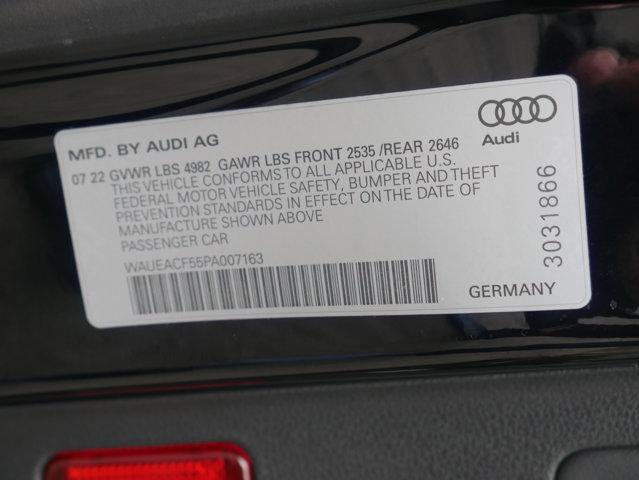 MFD. BY AUDI AG
07 22 GVWR LBS 4982 GAWR LBS FRONT 2535 /REAR 2646
THIS VEHICLE CONFORMS TO ALL APPLICABLE U.S.
FEDERAL MOTOR VEHICLE SAFETY, BUMPER AND THEFT
PREVENTION STANDARDS IN EFFECT ON THE DATE OF
MANUFACTURE SHOWN ABOVE
PASSENGER CAR
WAUEACF55PA007163
Audi
3031866
GERMANY